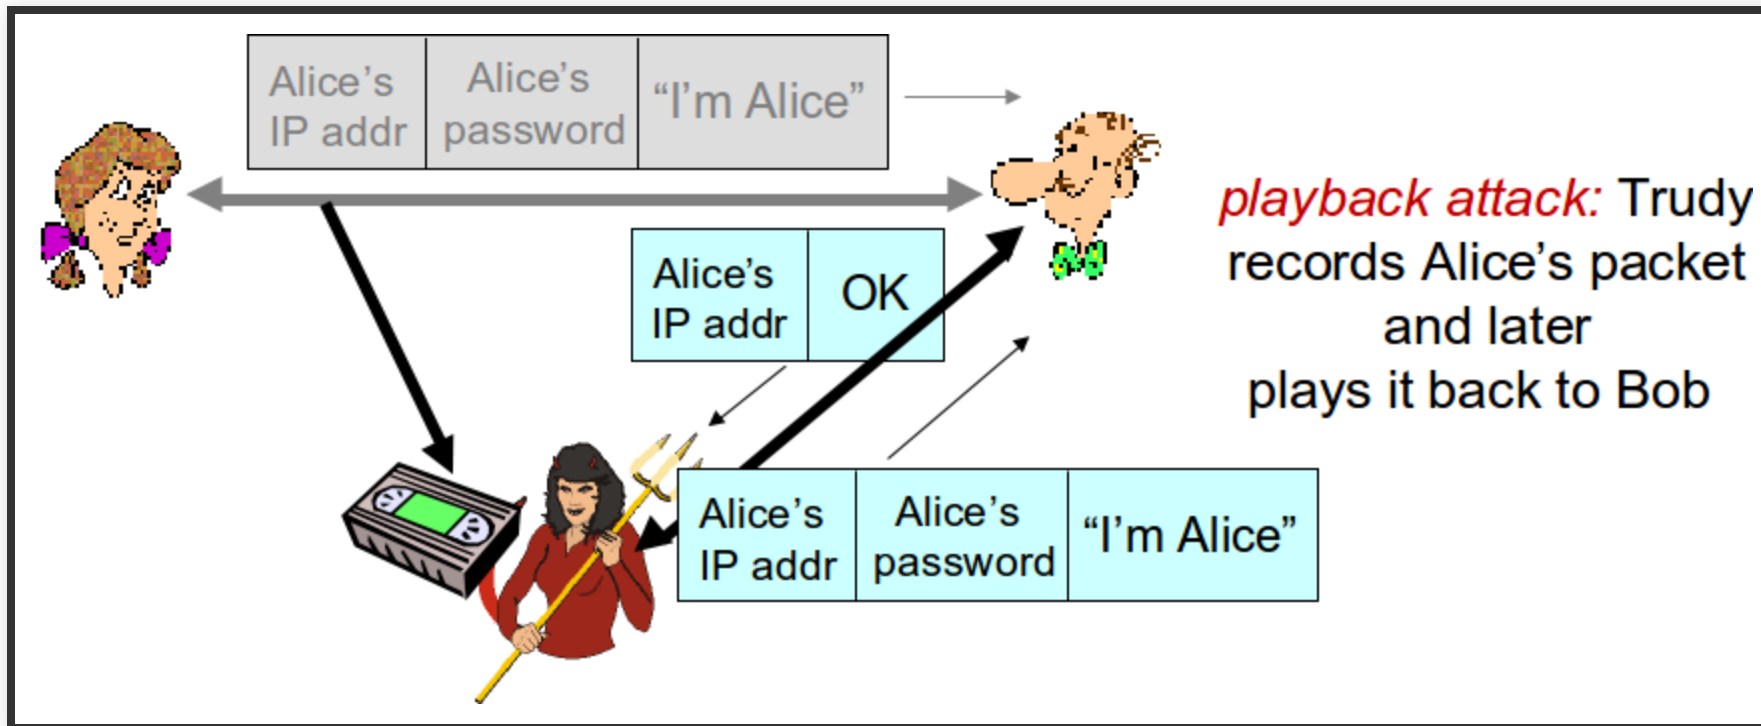 Alice’s
IP addr
Alice’s
password
“I’m Alice”
playback attack: Trudy
records Alice’s packet
and later
plays it back to Bob
Alice’s
IP addr
OK
Alice’s
IP addr
Alice’s
password
“I’m Alice”